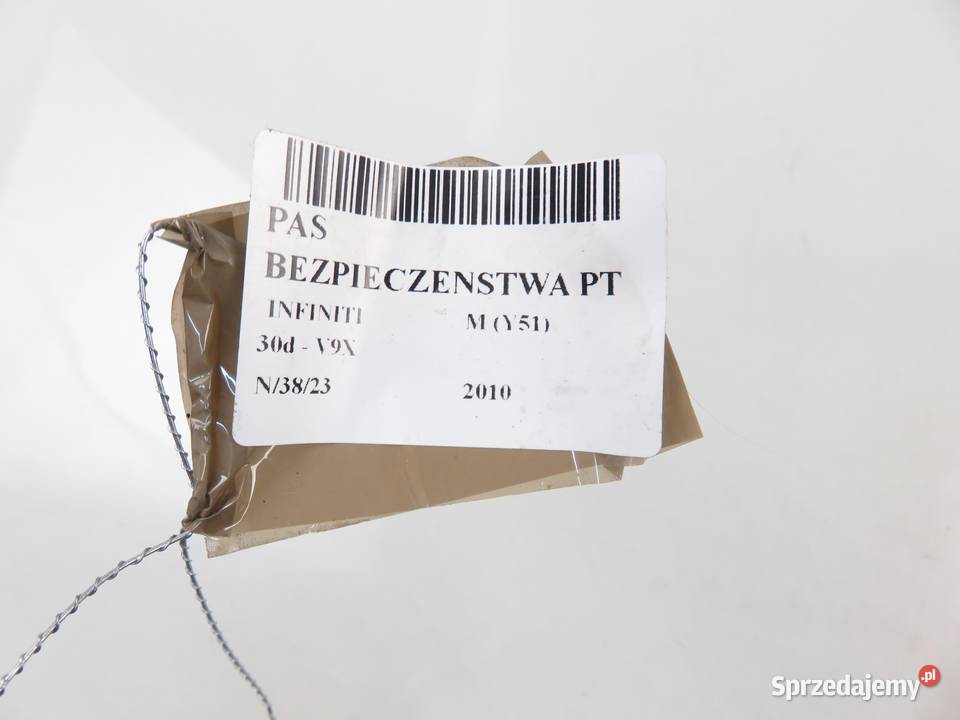 PAS
BEZPIECZENSTWA PT
INFINITI M (Y51)
30d - V9X
N/38/23 2010
Sprzedajemy.pl